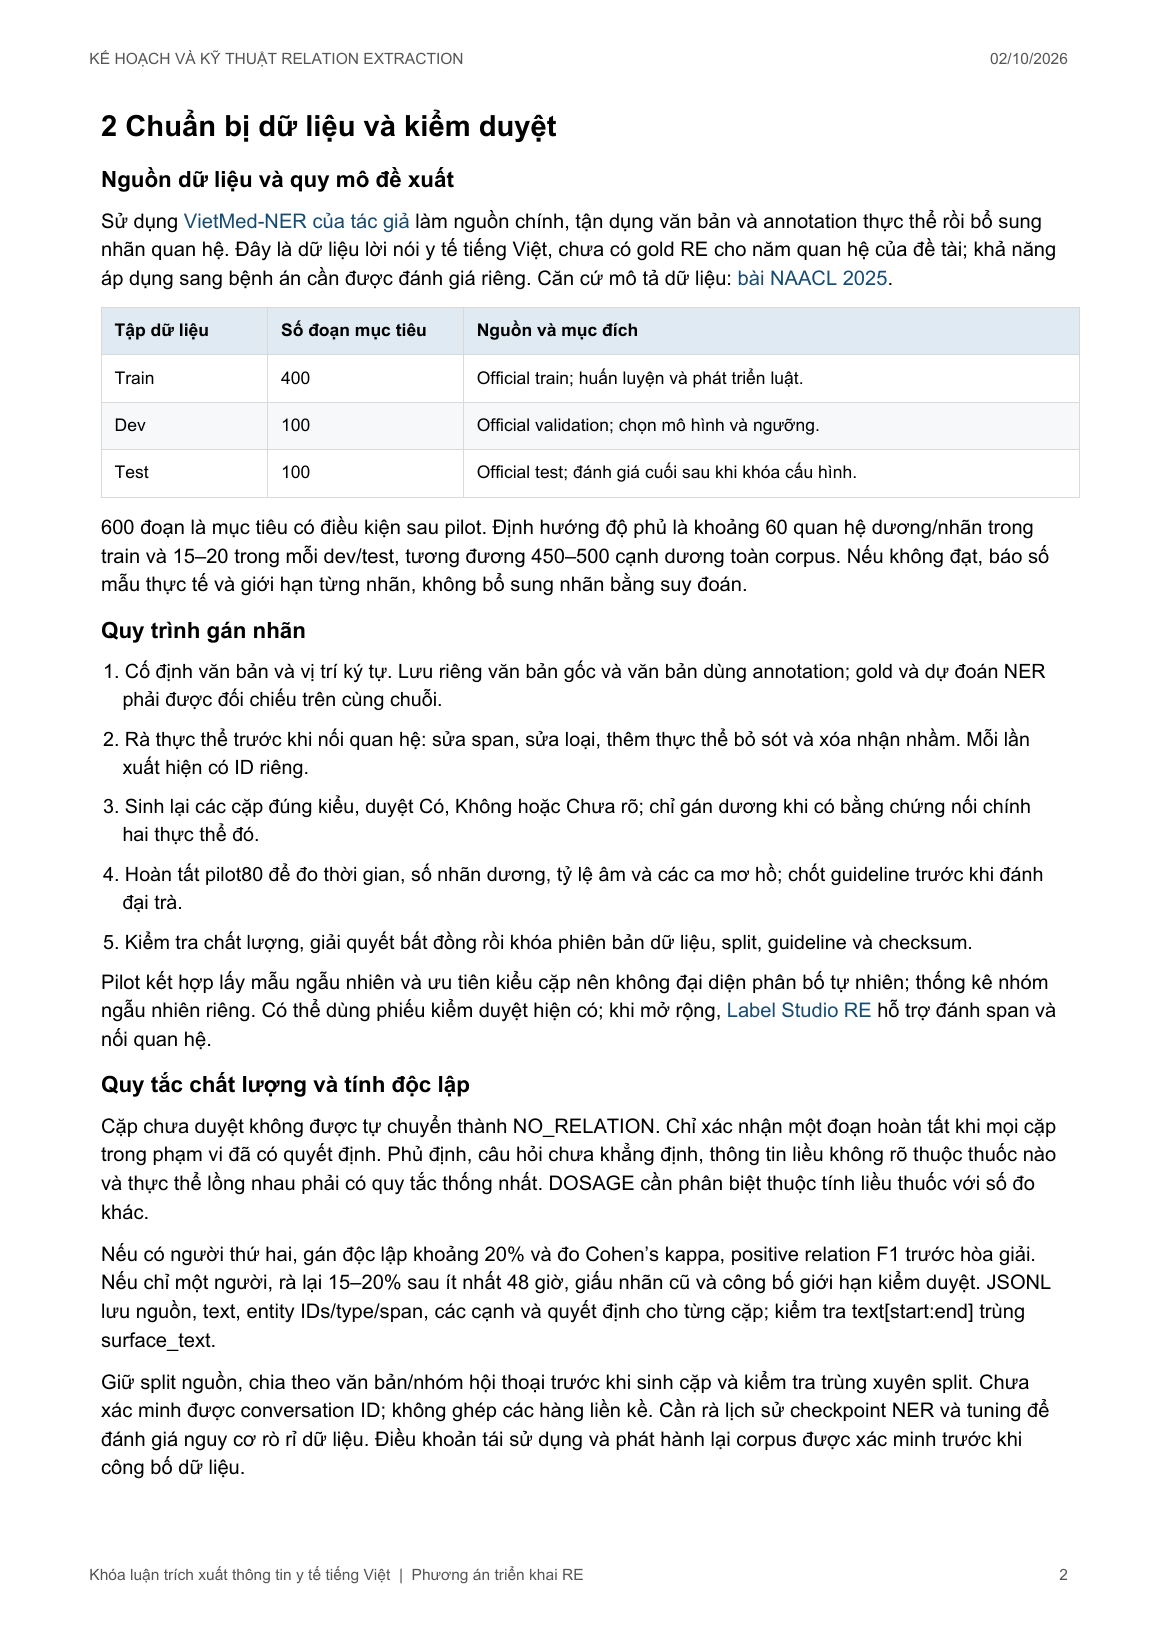 KẾ HOẠCH VÀ KỸ THUẬT RELATION EXTRACTION 02/10/2026
2 Chuẩn bị dữ liệu và kiểm duyệt
Nguồn dữ liệu và quy mô đề xuất
Sử dụng VietMed-NER của tác giả làm nguồn chính, tận dụng văn bản và annotation thực thể rồi bổ sung
nhãn quan hệ. Đây là dữ liệu lời nói y tế tiếng Việt, chưa có gold RE cho năm quan hệ của đề tài; khả năng
áp dụng sang bệnh án cần được đánh giá riêng. Căn cứ mô tả dữ liệu: bài NAACL 2025.
Tập dữ liệu Số đoạn mục tiêu Nguồn và mục đích
Train 400 Official train; huấn luyện và phát triển luật.
Dev 100 Official validation; chọn mô hình và ngưỡng.
Test 100 Official test; đánh giá cuối sau khi khóa cấu hình.
600 đoạn là mục tiêu có điều kiện sau pilot. Định hướng độ phủ là khoảng 60 quan hệ dương/nhãn trong
train và 15–20 trong mỗi dev/test, tương đương 450–500 cạnh dương toàn corpus. Nếu không đạt, báo số
mẫu thực tế và giới hạn từng nhãn, không bổ sung nhãn bằng suy đoán.
Quy trình gán nhãn
1. Cố định văn bản và vị trí ký tự. Lưu riêng văn bản gốc và văn bản dùng annotation; gold và dự đoán NER
phải được đối chiếu trên cùng chuỗi.
2. Rà thực thể trước khi nối quan hệ: sửa span, sửa loại, thêm thực thể bỏ sót và xóa nhận nhầm. Mỗi lần
xuất hiện có ID riêng.
3. Sinh lại các cặp đúng kiểu, duyệt Có, Không hoặc Chưa rõ; chỉ gán dương khi có bằng chứng nối chính
hai thực thể đó.
4. Hoàn tất pilot80 để đo thời gian, số nhãn dương, tỷ lệ âm và các ca mơ hồ; chốt guideline trước khi đánh
đại trà.
5. Kiểm tra chất lượng, giải quyết bất đồng rồi khóa phiên bản dữ liệu, split, guideline và checksum.
Pilot kết hợp lấy mẫu ngẫu nhiên và ưu tiên kiểu cặp nên không đại diện phân bố tự nhiên; thống kê nhóm
ngẫu nhiên riêng. Có thể dùng phiếu kiểm duyệt hiện có; khi mở rộng, Label Studio RE hỗ trợ đánh span và
nối quan hệ.
Quy tắc chất lượng và tính độc lập
Cặp chưa duyệt không được tự chuyển thành NO_RELATION. Chỉ xác nhận một đoạn hoàn tất khi mọi cặp
trong phạm vi đã có quyết định. Phủ định, câu hỏi chưa khẳng định, thông tin liều không rõ thuộc thuốc nào
và thực thể lồng nhau phải có quy tắc thống nhất. DOSAGE cần phân biệt thuộc tính liều thuốc với số đo
khác.
Nếu có người thứ hai, gán độc lập khoảng 20% và đo Cohen’s kappa, positive relation F1 trước hòa giải.
Nếu chỉ một người, rà lại 15–20% sau ít nhất 48 giờ, giấu nhãn cũ và công bố giới hạn kiểm duyệt. JSONL
lưu nguồn, text, entity IDs/type/span, các cạnh và quyết định cho từng cặp; kiểm tra text[start:end] trùng
surface_text.
Giữ split nguồn, chia theo văn bản/nhóm hội thoại trước khi sinh cặp và kiểm tra trùng xuyên split. Chưa
xác minh được conversation ID; không ghép các hàng liền kề. Cần rà lịch sử checkpoint NER và tuning để
đánh giá nguy cơ rò rỉ dữ liệu. Điều khoản tái sử dụng và phát hành lại corpus được xác minh trước khi
công bố dữ liệu.
Khóa luận trích xuất thông tin y tế tiếng Việt | Phương án triển khai RE 2